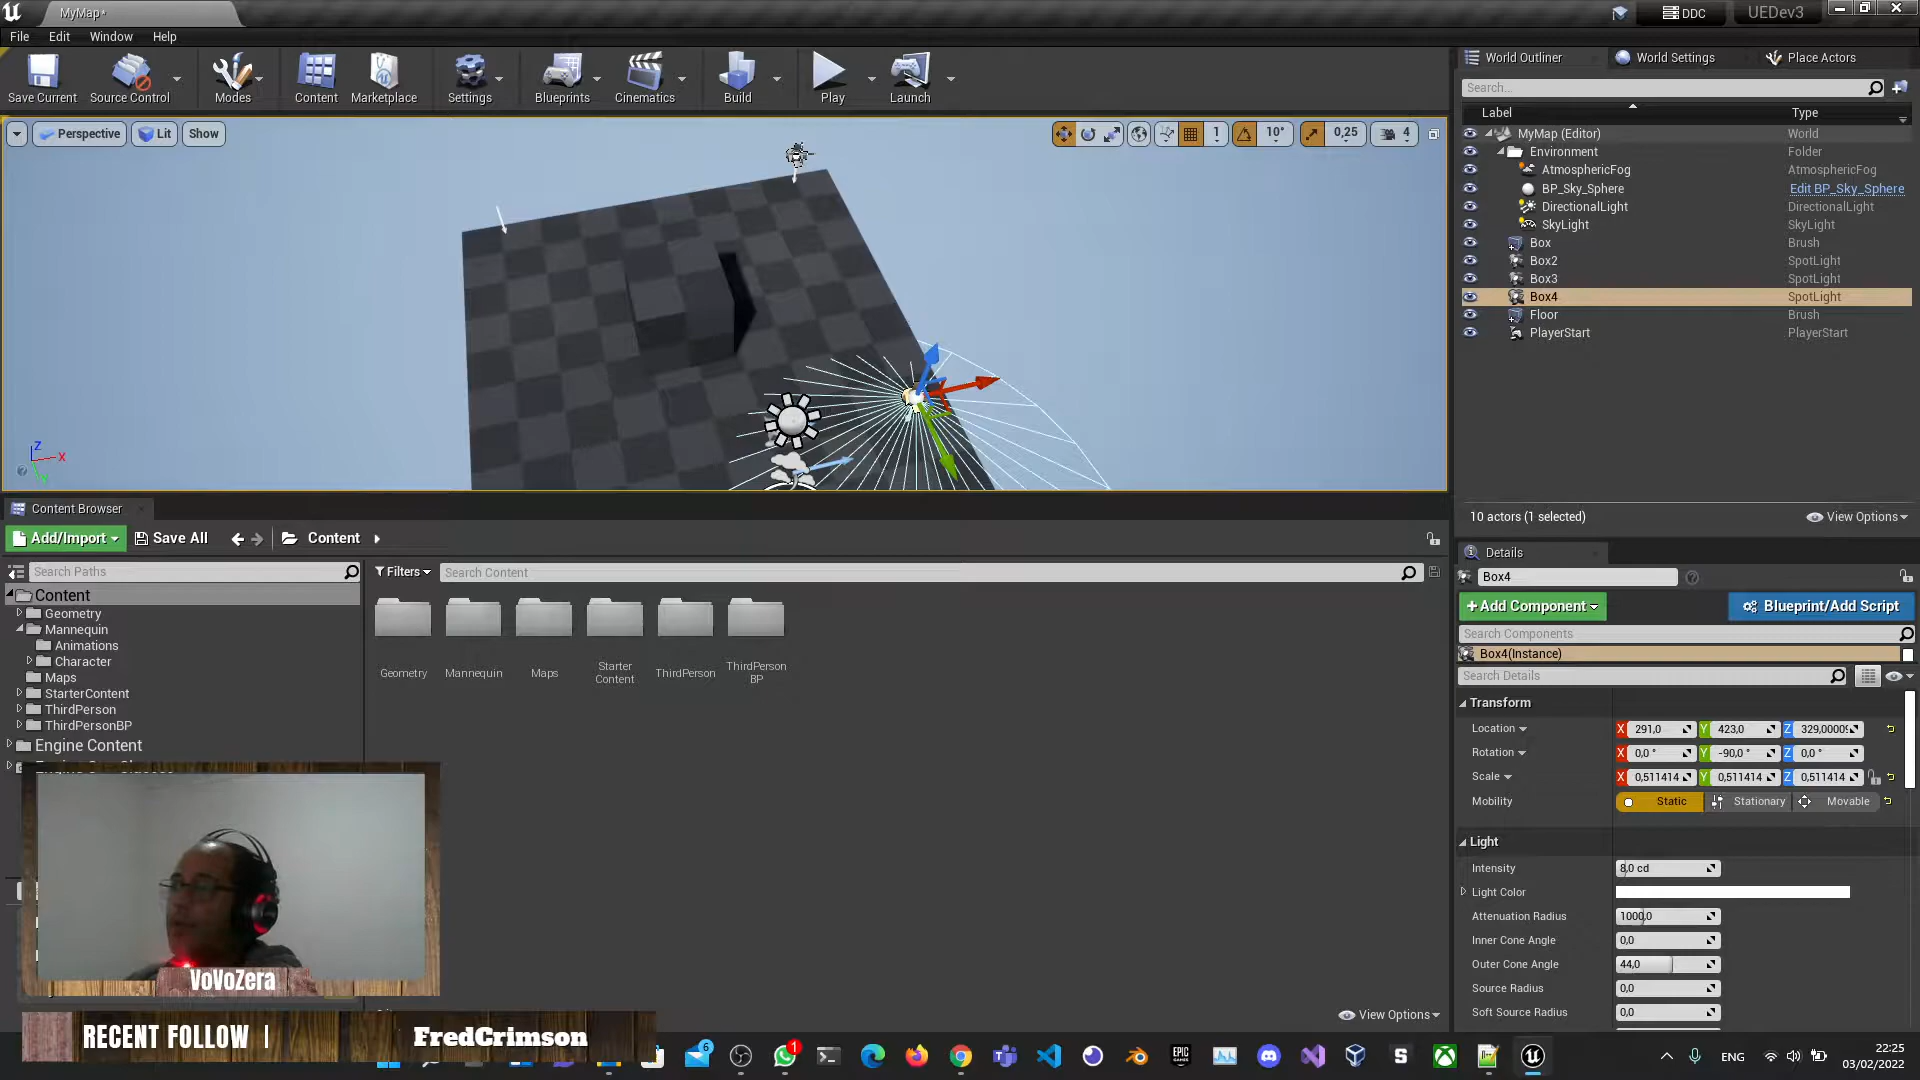 MyMap*
DDC
UEDev3
File Edit Window Help
Save Current
Source Control
Modes
Content
Marketplace
Settings
Blueprints
Cinematics
Build
Play
Launch
World Outliner
World Settings
Place Actors
Search...
Label Type
MyMap (Editor) World
Environment Folder
AtmosphericFog AtmosphericFog
BP_Sky_Sphere Edit BP_Sky_Sphere
DirectionalLight DirectionalLight
SkyLight SkyLight
Box Brush
Box2 SpotLight
Box3 SpotLight
Box4 SpotLight
Floor Brush
PlayerStart PlayerStart
10 actors (1 selected)
View Options
Perspective
Lit
Show
1
10°
0,25
4
Z
X
Content Browser
Add/Import
Save All
Content
Search Paths
Filters
Search Content
Content
Geometry
Mannequin
Animations
Character
Maps
StarterContent
ThirdPerson
ThirdPersonBP
Engine Content
Geometry
Mannequin
Maps
Starter
Content
ThirdPerson
ThirdPerson
BP
View Options
Details
Box4
+Add Component
Blueprint/Add Script
Search Components
Box4(Instance)
Search Details
Transform
Location X 291,0 Y 423,0 Z 329,00009
Rotation X 0,0 ° Y -90,0 ° Z 0,0 °
Scale X 0,511414 Y 0,511414 Z 0,511414
Mobility Static Stationary Movable
Light
Intensity 8,0 cd
Light Color
Attenuation Radius 1000,0
Inner Cone Angle 0,0
Outer Cone Angle 44,0
Source Radius 0,0
Soft Source Radius 0,0
VoVoZera
RECENT FOLLOW |
FredCrimson
6
1
EPIC
GAMES
S
ENG
22:25
03/02/2022